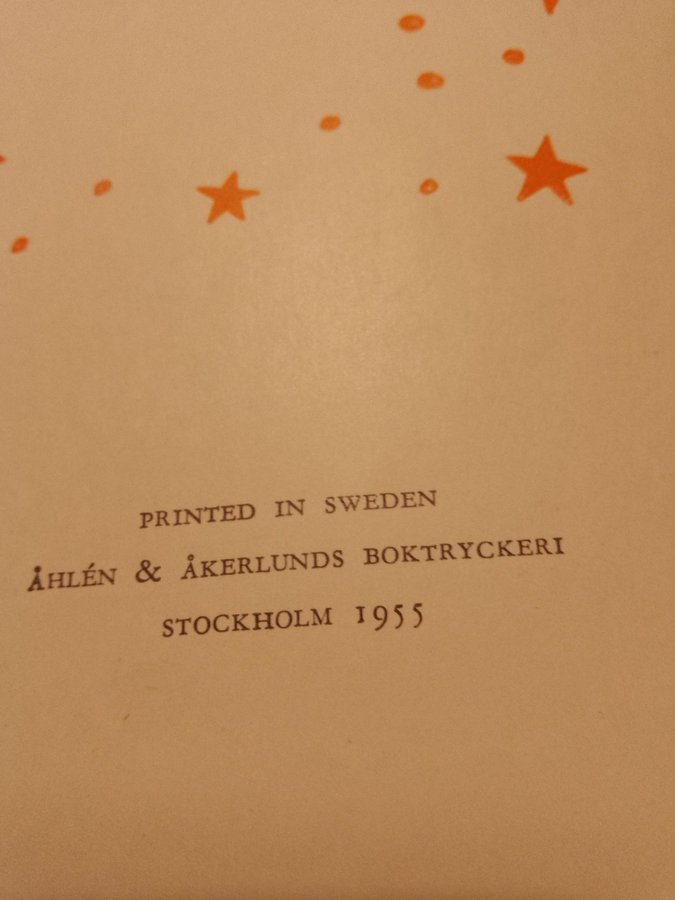 PRINTED IN SWEDEN
ÅHLÉN & ÅKERLUNDS BOKTRYCKERI
STOCKHOLM 1955